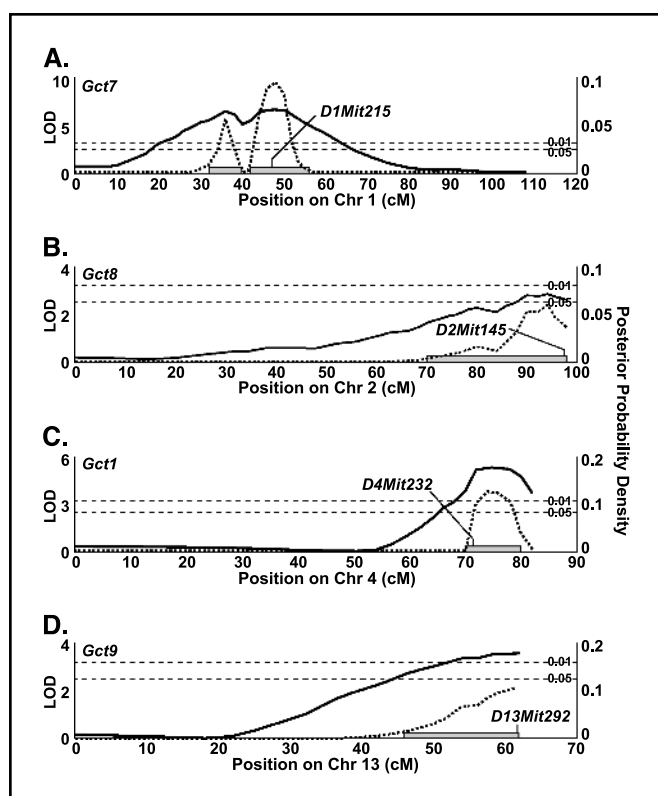 A.
Gct7
10
5
0
LOD
D1Mit215
0.01
0.05
0.1
0.05
0
0 10 20 30 40 50 60 70 80 90 100 110 120
Position on Chr 1 (cM)
B.
Gct8
4
2
0
LOD
D2Mit145
0.01
0.05
0.1
0.05
0
0 10 20 30 40 50 60 70 80 90 100
Position on Chr 2 (cM)
Posterior Probability Density
C.
Gct1
6
3
0
LOD
D4Mit232
0.01
0.05
0.2
0.1
0
0 10 20 30 40 50 60 70 80 90
Position on Chr 4 (cM)
D.
Gct9
4
2
0
LOD
D13Mit292
0.01
0.05
0.2
0.1
0
0 10 20 30 40 50 60 70
Position on Chr 13 (cM)